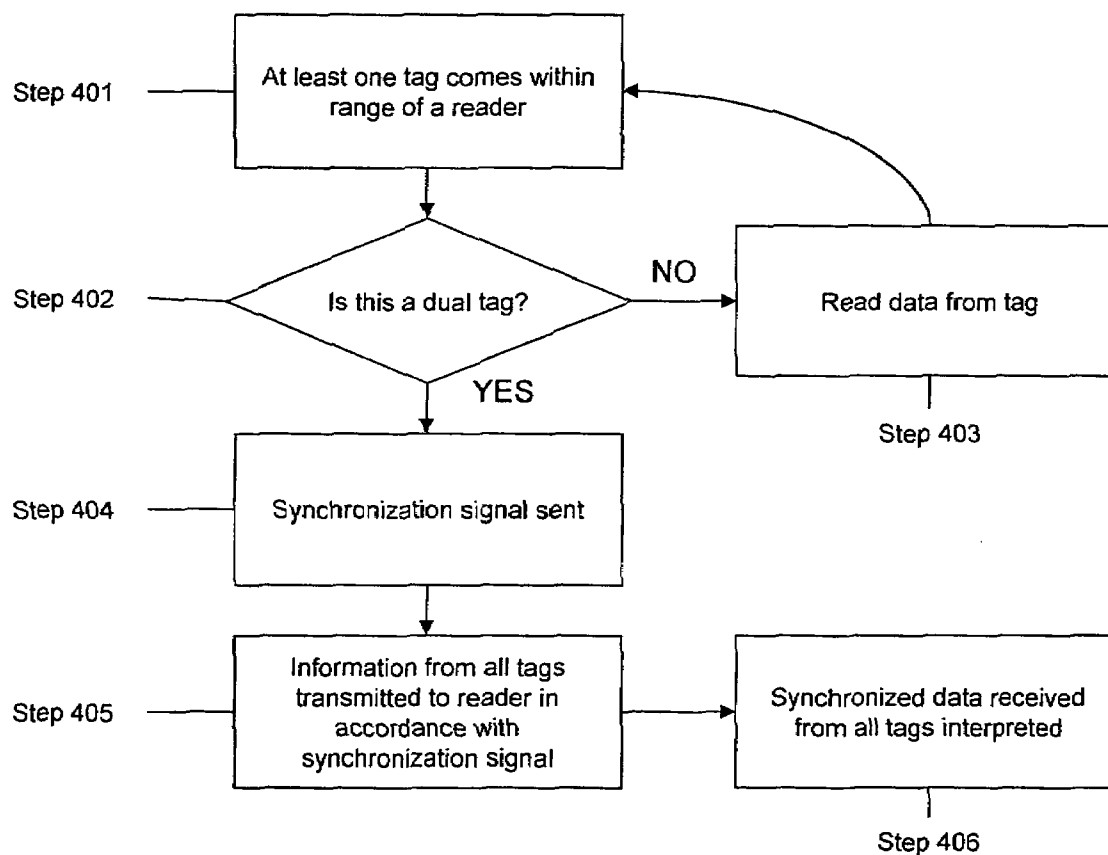 Step 401
At least one tag comes within
range of a reader
Step 402
Is this a dual tag?
NO
Read data from tag
Step 403
YES
Step 404
Synchronization signal sent
Step 405
Information from all tags
transmitted to reader in
accordance with
synchronization signal
Synchronized data received
from all tags interpreted
Step 406